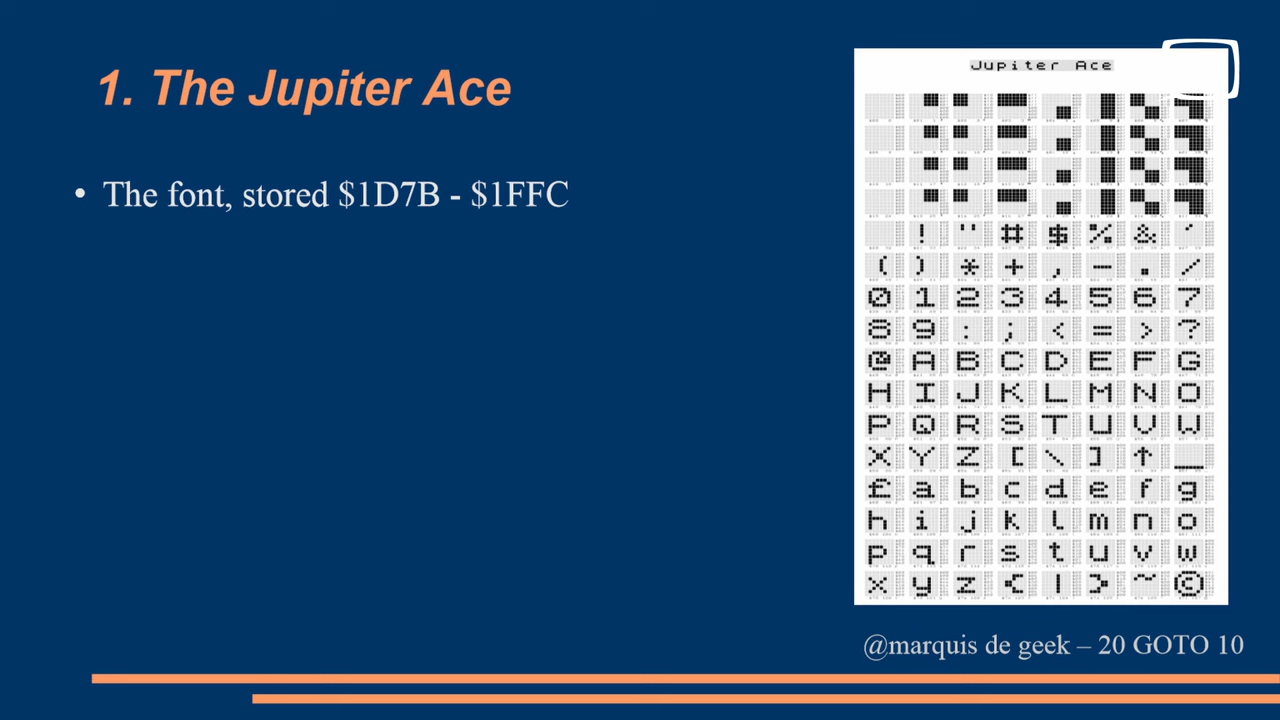 1. The Jupiter Ace
• The font, stored $1D7B - $1FFC
Jupiter Ace
! " # $ % & '
( ) * + , - . /
0 1 2 3 4 5 6 7
8 9 : ; < = > ?
@ A B C D E F G
H I J K L M N O
P Q R S T U V W
X Y Z [ \ ] ↑ _
£ a b c d e f g
h i j k l m n o
p q r s t u v w
x y z { | } ~ ©
@marquis de geek – 20 GOTO 10